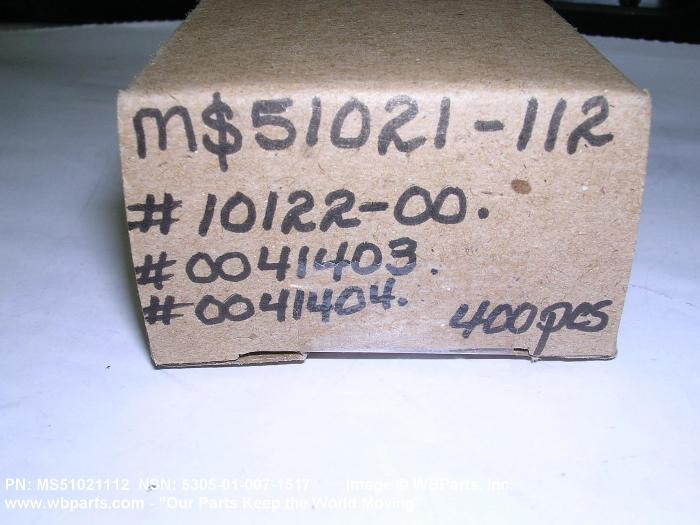 M$51021-112
#10122-00.
#0041403.
#0041404.
400pcs
PN: MS51021112 NSN: 5305-01-007-1517 Image © WBParts, Inc.
www.wbparts.com - "Our Parts Keep the World Moving"